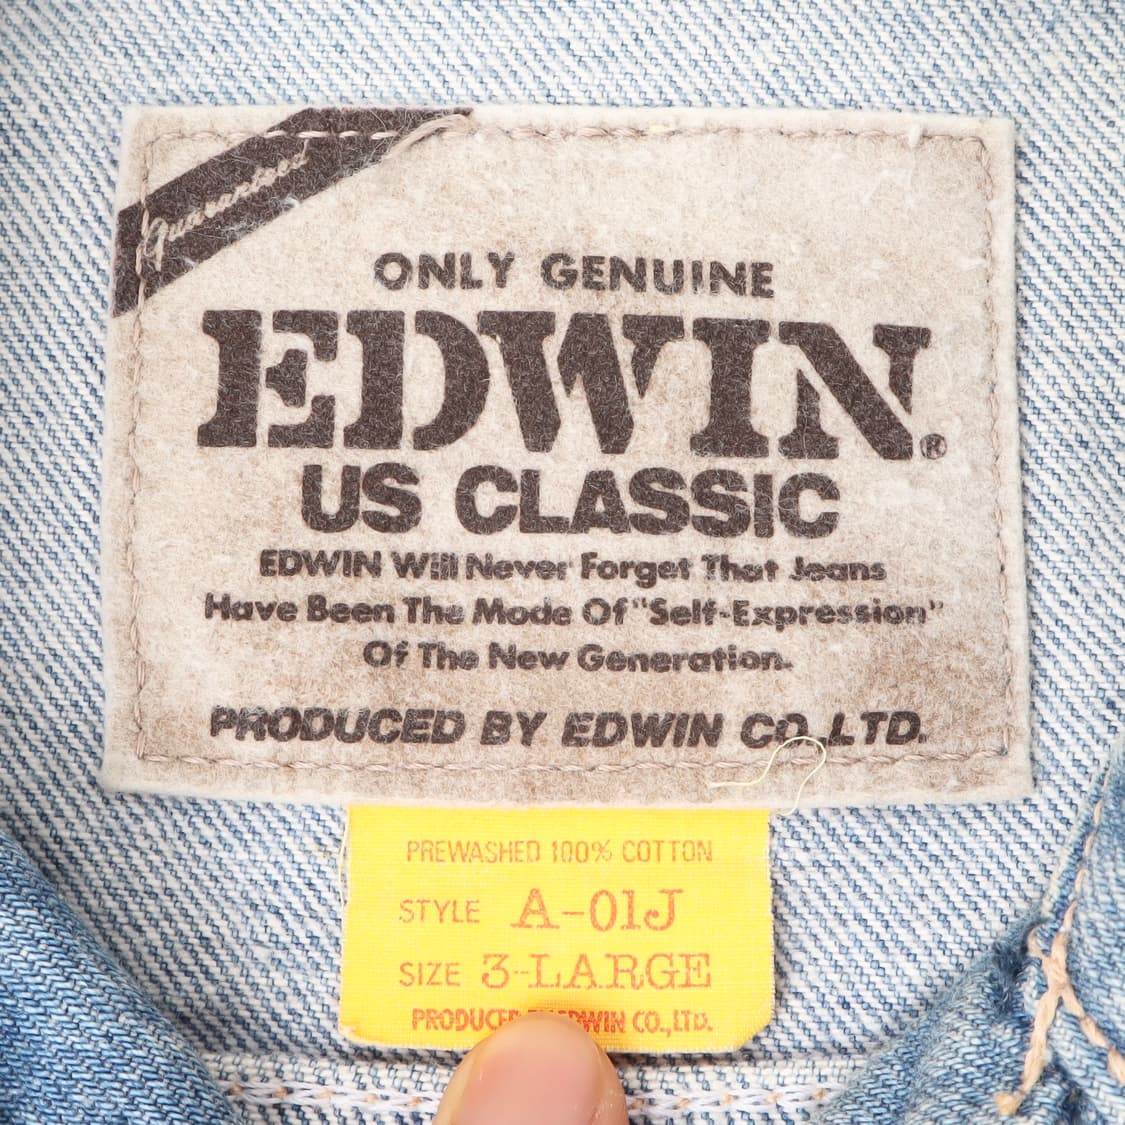 Guaranteed
ONLY GENUINE
EDWIN®
US CLASSIC
EDWIN Will Never Forget That Jeans
Have Been The Mode Of "Self-Expression"
Of The New Generation.
PRODUCED BY EDWIN CO.,LTD.
PREWASHED 100% COTTON
STYLE A-01J
SIZE 3-LARGE
PRODUCED EDWIN CO.,LTD.